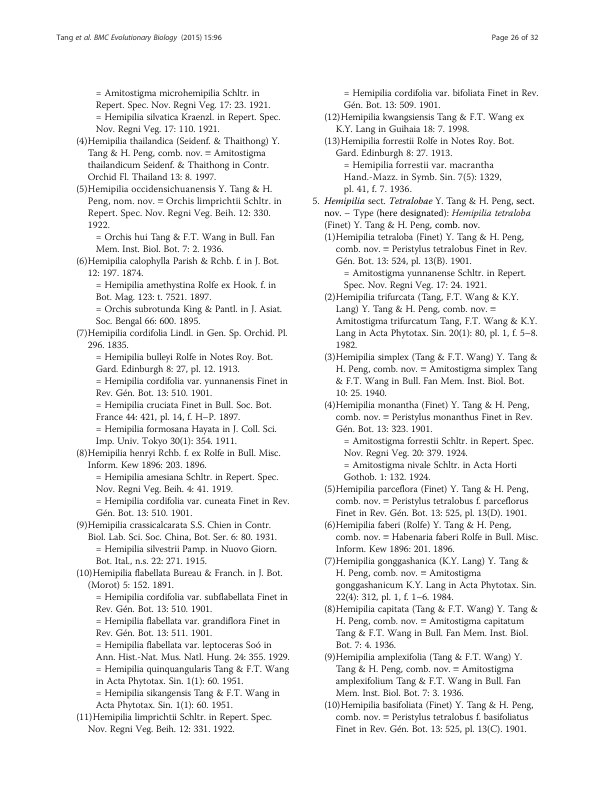 Tang et al. BMC Evolutionary Biology (2015) 15:96
Page 26 of 32
= Amitostigma microhemipilia Schltr. in
Repert. Spec. Nov. Regni Veg. 17: 23. 1921.
= Hemipilia silvatica Kraenzl. in Repert. Spec.
Nov. Regni Veg. 17: 110. 1921.
(4)Hemipilia thailandica (Seidenf. & Thaithong) Y.
Tang & H. Peng, comb. nov. ≡ Amitostigma
thailandicum Seidenf. & Thaithong in Contr.
Orchid Fl. Thailand 13: 8. 1997.
(5)Hemipilia occidensichuanensis Y. Tang & H.
Peng, nom. nov. ≡ Orchis limprichtii Schltr. in
Repert. Spec. Nov. Regni Veg. Beih. 12: 330.
1922.
= Orchis hui Tang & F.T. Wang in Bull. Fan
Mem. Inst. Biol. Bot. 7: 2. 1936.
(6)Hemipilia calophylla Parish & Rchb. f. in J. Bot.
12: 197. 1874.
= Hemipilia amethystina Rolfe ex Hook. f. in
Bot. Mag. 123: t. 7521. 1897.
= Orchis subrotunda King & Pantl. in J. Asiat.
Soc. Bengal 66: 600. 1895.
(7)Hemipilia cordifolia Lindl. in Gen. Sp. Orchid. Pl.
296. 1835.
= Hemipilia bulleyi Rolfe in Notes Roy. Bot.
Gard. Edinburgh 8: 27, pl. 12. 1913.
= Hemipilia cordifolia var. yunnanensis Finet in
Rev. Gén. Bot. 13: 510. 1901.
= Hemipilia cruciata Finet in Bull. Soc. Bot.
France 44: 421, pl. 14, f. H–P. 1897.
= Hemipilia formosana Hayata in J. Coll. Sci.
Imp. Univ. Tokyo 30(1): 354. 1911.
(8)Hemipilia henryi Rchb. f. ex Rolfe in Bull. Misc.
Inform. Kew 1896: 203. 1896.
= Hemipilia amesiana Schltr. in Repert. Spec.
Nov. Regni Veg. Beih. 4: 41. 1919.
= Hemipilia cordifolia var. cuneata Finet in Rev.
Gén. Bot. 13: 510. 1901.
(9)Hemipilia crassicalcarata S.S. Chien in Contr.
Biol. Lab. Sci. Soc. China, Bot. Ser. 6: 80. 1931.
= Hemipilia silvestrii Pamp. in Nuovo Giorn.
Bot. Ital., n.s. 22: 271. 1915.
(10)Hemipilia flabellata Bureau & Franch. in J. Bot.
(Morot) 5: 152. 1891.
= Hemipilia cordifolia var. subflabellata Finet in
Rev. Gén. Bot. 13: 510. 1901.
= Hemipilia flabellata var. grandiflora Finet in
Rev. Gén. Bot. 13: 511. 1901.
= Hemipilia flabellata var. leptoceras Soó in
Ann. Hist.-Nat. Mus. Natl. Hung. 24: 355. 1929.
= Hemipilia quinquangularis Tang & F.T. Wang
in Acta Phytotax. Sin. 1(1): 60. 1951.
= Hemipilia sikangensis Tang & F.T. Wang in
Acta Phytotax. Sin. 1(1): 60. 1951.
(11)Hemipilia limprichtii Schltr. in Repert. Spec.
Nov. Regni Veg. Beih. 12: 331. 1922.
= Hemipilia cordifolia var. bifoliata Finet in Rev.
Gén. Bot. 13: 509. 1901.
(12)Hemipilia kwangsiensis Tang & F.T. Wang ex
K.Y. Lang in Guihaia 18: 7. 1998.
(13)Hemipilia forrestii Rolfe in Notes Roy. Bot.
Gard. Edinburgh 8: 27. 1913.
= Hemipilia forrestii var. macrantha
Hand.-Mazz. in Symb. Sin. 7(5): 1329,
pl. 41, f. 7. 1936.
5. Hemipilia sect. Tetralobae Y. Tang & H. Peng, sect.
nov. – Type (here designated): Hemipilia tetraloba
(Finet) Y. Tang & H. Peng, comb. nov.
(1)Hemipilia tetraloba (Finet) Y. Tang & H. Peng,
comb. nov. ≡ Peristylus tetralobus Finet in Rev.
Gén. Bot. 13: 524, pl. 13(B). 1901.
= Amitostigma yunnanense Schltr. in Repert.
Spec. Nov. Regni Veg. 17: 24. 1921.
(2)Hemipilia trifurcata (Tang, F.T. Wang & K.Y.
Lang) Y. Tang & H. Peng, comb. nov. ≡
Amitostigma trifurcatum Tang, F.T. Wang & K.Y.
Lang in Acta Phytotax. Sin. 20(1): 80, pl. 1, f. 5–8.
1982.
(3)Hemipilia simplex (Tang & F.T. Wang) Y. Tang &
H. Peng, comb. nov. ≡ Amitostigma simplex Tang
& F.T. Wang in Bull. Fan Mem. Inst. Biol. Bot.
10: 25. 1940.
(4)Hemipilia monantha (Finet) Y. Tang & H. Peng,
comb. nov. ≡ Peristylus monanthus Finet in Rev.
Gén. Bot. 13: 323. 1901.
= Amitostigma forrestii Schltr. in Repert. Spec.
Nov. Regni Veg. 20: 379. 1924.
= Amitostigma nivale Schltr. in Acta Horti
Gothob. 1: 132. 1924.
(5)Hemipilia parceflora (Finet) Y. Tang & H. Peng,
comb. nov. ≡ Peristylus tetralobus f. parceflorus
Finet in Rev. Gén. Bot. 13: 525, pl. 13(D). 1901.
(6)Hemipilia faberi (Rolfe) Y. Tang & H. Peng,
comb. nov. ≡ Habenaria faberi Rolfe in Bull. Misc.
Inform. Kew 1896: 201. 1896.
(7)Hemipilia gonggashanica (K.Y. Lang) Y. Tang &
H. Peng, comb. nov. ≡ Amitostigma
gonggashanicum K.Y. Lang in Acta Phytotax. Sin.
22(4): 312, pl. 1, f. 1–6. 1984.
(8)Hemipilia capitata (Tang & F.T. Wang) Y. Tang &
H. Peng, comb. nov. ≡ Amitostigma capitatum
Tang & F.T. Wang in Bull. Fan Mem. Inst. Biol.
Bot. 7: 4. 1936.
(9)Hemipilia amplexifolia (Tang & F.T. Wang) Y.
Tang & H. Peng, comb. nov. ≡ Amitostigma
amplexifolium Tang & F.T. Wang in Bull. Fan
Mem. Inst. Biol. Bot. 7: 3. 1936.
(10)Hemipilia basifoliata (Finet) Y. Tang & H. Peng,
comb. nov. ≡ Peristylus tetralobus f. basifoliatus
Finet in Rev. Gén. Bot. 13: 525, pl. 13(C). 1901.